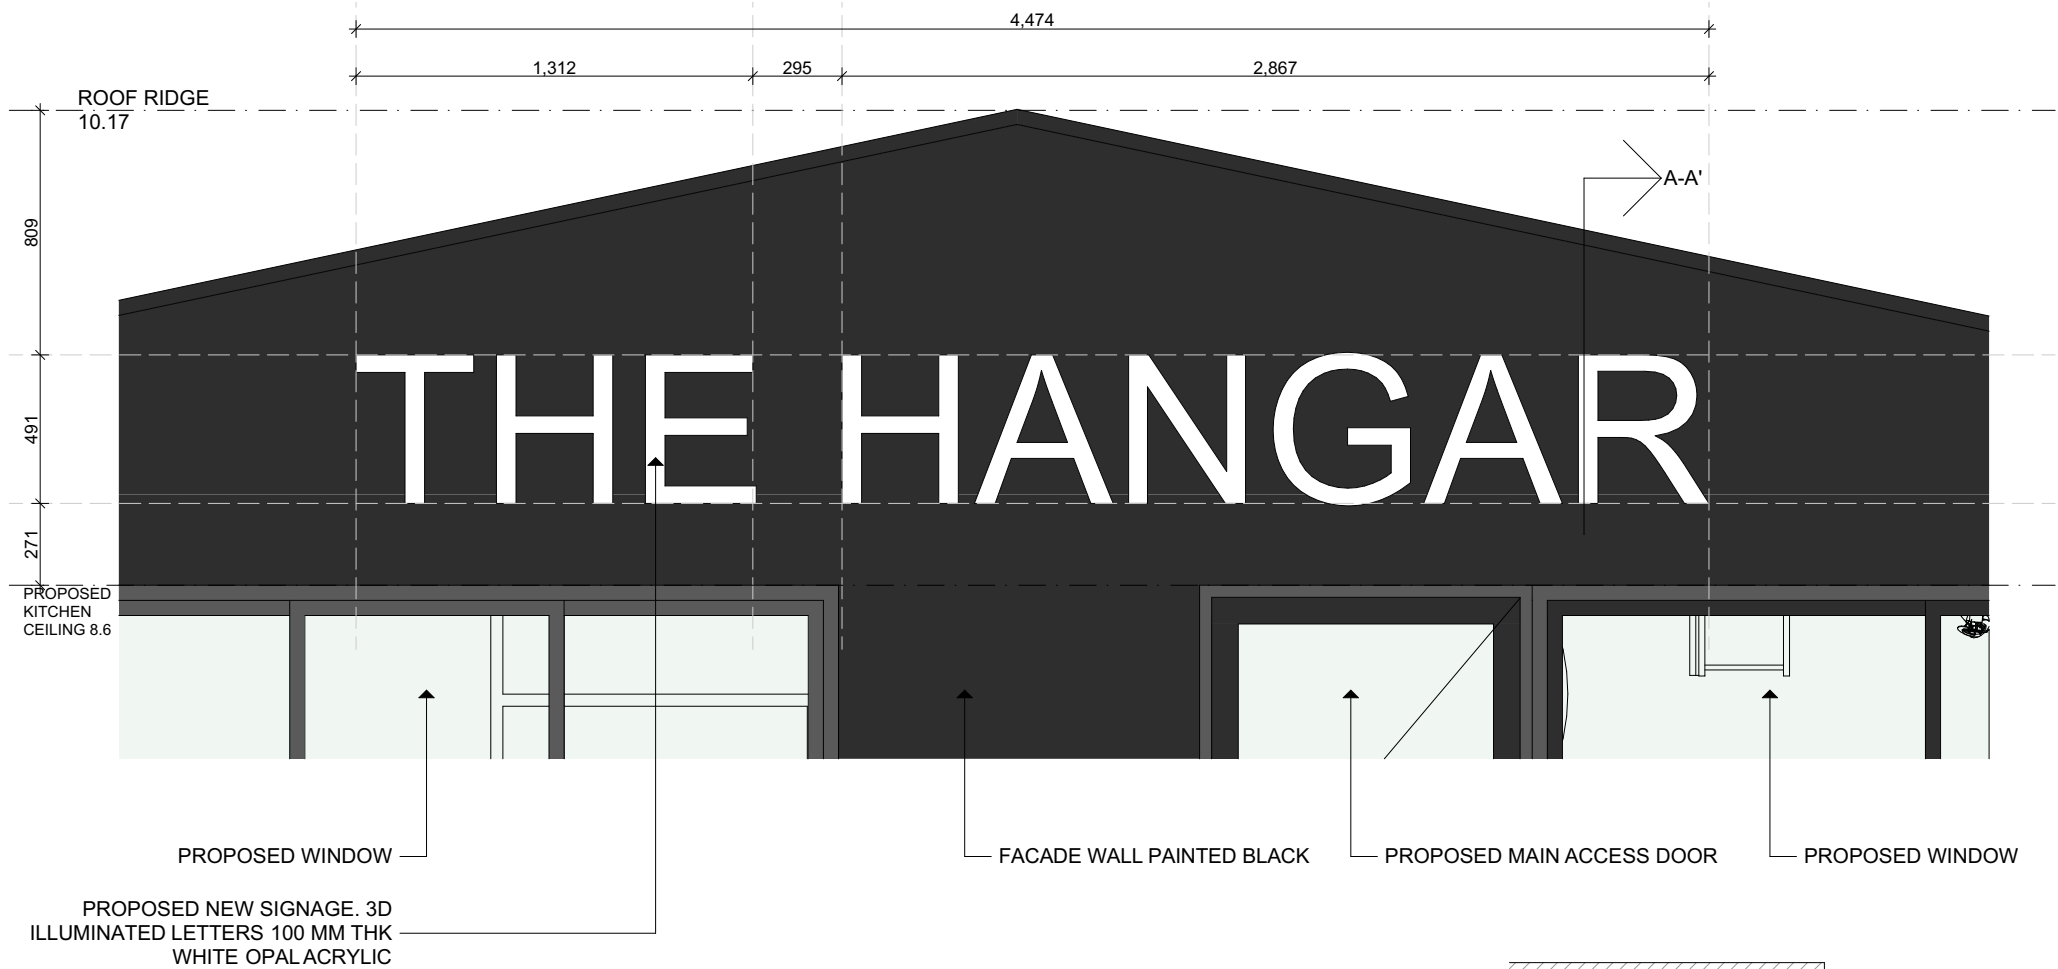 4,474
1,312 295 2,867
ROOF RIDGE
10.17
A-A'
809
THE HANGAR
491
271
PROPOSED
KITCHEN
CEILING 8.6
PROPOSED WINDOW
FACADE WALL PAINTED BLACK
PROPOSED MAIN ACCESS DOOR
PROPOSED WINDOW
PROPOSED NEW SIGNAGE. 3D
ILLUMINATED LETTERS 100 MM THK
WHITE OPAL ACRYLIC